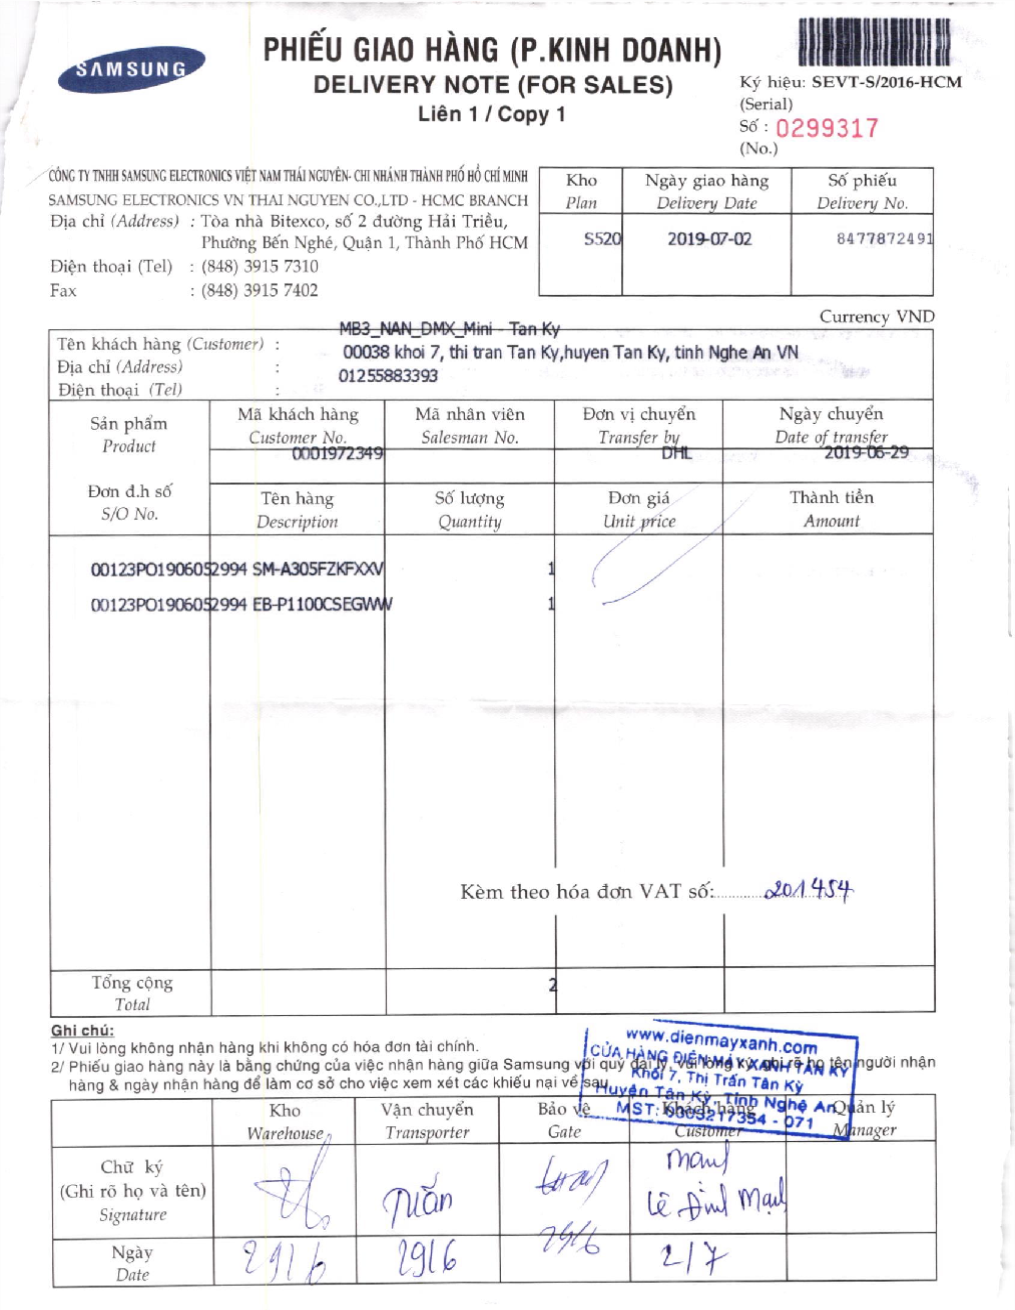 SAMSUNG
PHIẾU GIAO HÀNG (P.KINH DOANH)
DELIVERY NOTE (FOR SALES)
Liên 1 / Copy 1
Ký hiệu: SEVT-S/2016-HCM
(Serial)
Số : 0299317
(No.)
CÔNG TY TNHH SAMSUNG ELECTRONICS VIỆT NAM THÁI NGUYÊN- CHI NHÁNH THÀNH PHỐ HỒ CHÍ MINH
SAMSUNG ELECTRONICS VN THAI NGUYEN CO.,LTD - HCMC BRANCH
Địa chỉ (Address) : Tòa nhà Bitexco, số 2 đường Hải Triều,
Phường Bến Nghé, Quận 1, Thành Phố HCM
Điện thoại (Tel) : (848) 3915 7310
Fax : (848) 3915 7402
Kho Ngày giao hàng Số phiếu
Plan Delivery Date Delivery No.
S520 2019-07-02 8477872491
Currency VND
MB3_NAN_DMX_Mini - Tan Ky
Tên khách hàng (Customer) :
00038 khoi 7, thi tran Tan Ky,huyen Tan Ky, tinh Nghe An VN
Địa chỉ (Address) :
01255883393
Điện thoại (Tel) :
Sản phẩm Mã khách hàng Mã nhân viên Đơn vị chuyển Ngày chuyển
Product Customer No. Salesman No. Transfer by Date of transfer
0001972349 DHL 2019-06-29
Đơn đ.h số Tên hàng Số lượng Đơn giá Thành tiền
S/O No. Description Quantity Unit price Amount
00123PO1906052994 SM-A305FZKFXXV 1
00123PO1906052994 EB-P1100CSEGWW 1
Kèm theo hóa đơn VAT số: 201454
Tổng cộng 2
Total
Ghi chú:
1/ Vui lòng không nhận hàng khi không có hóa đơn tài chính.
2/ Phiếu giao hàng này là bằng chứng của việc nhận hàng giữa Samsung với quý đại lý, vui lòng ký, ghi rõ họ tên người nhận
hàng & ngày nhận hàng để làm cơ sở cho việc xem xét các khiếu nại về sau.
www.dienmayxanh.com
CỬA HÀNG ĐIỆN MÁY XANH TÂN KỲ
Khối 7, Thị Trấn Tân Kỳ
Huyện Tân Kỳ, Tỉnh Nghệ An
MST: 0303217354 - 071
Kho Vận chuyển Bảo vệ Khách hàng Quản lý
Warehouse Transporter Gate Customer Manager
Chữ ký
(Ghi rõ họ và tên)
Signature
Tuấn
Lê Đình Mạnh
Ngày
Date
29/6 29/6 29/6 2/7